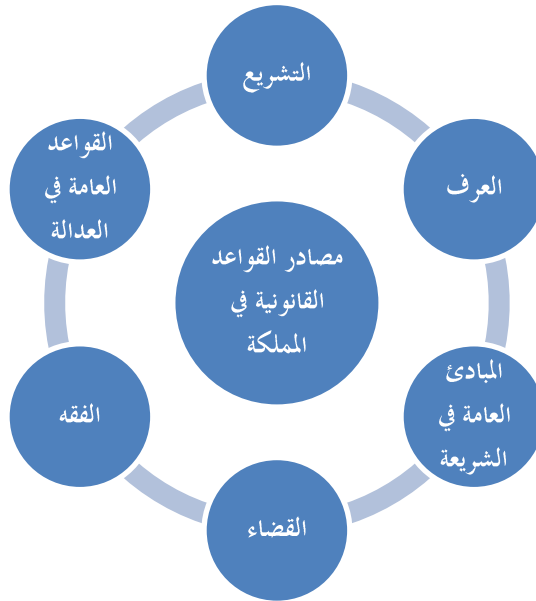 التشريع
العرف
المبادئ
العامة في
الشريعة
القضاء
الفقه
القواعد
العامة في
العدالة
مصادر القواعد
القانونية في
المملكة